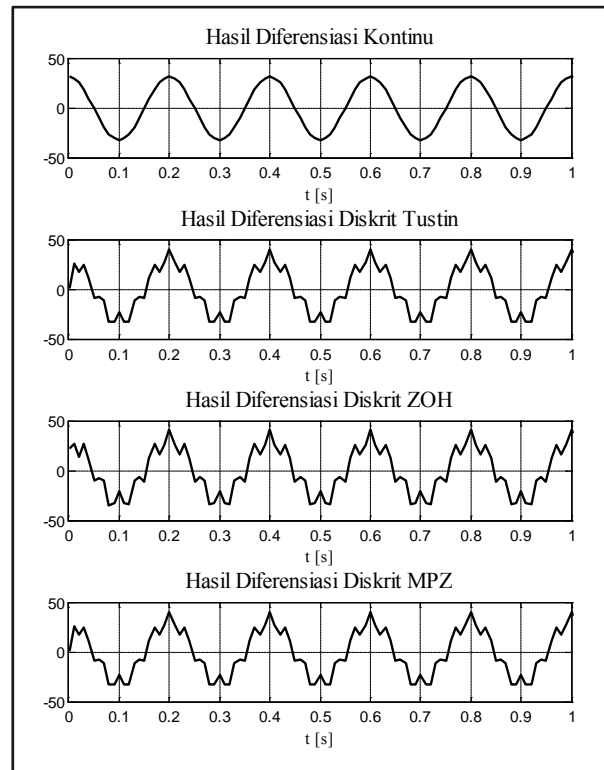 Hasil Diferensiasi Kontinu
50
0
-50
0 0.1 0.2 0.3 0.4 0.5 0.6 0.7 0.8 0.9 1
t [s]
Hasil Diferensiasi Diskrit Tustin
50
0
-50
0 0.1 0.2 0.3 0.4 0.5 0.6 0.7 0.8 0.9 1
t [s]
Hasil Diferensiasi Diskrit ZOH
50
0
-50
0 0.1 0.2 0.3 0.4 0.5 0.6 0.7 0.8 0.9 1
t [s]
Hasil Diferensiasi Diskrit MPZ
50
0
-50
0 0.1 0.2 0.3 0.4 0.5 0.6 0.7 0.8 0.9 1
t [s]